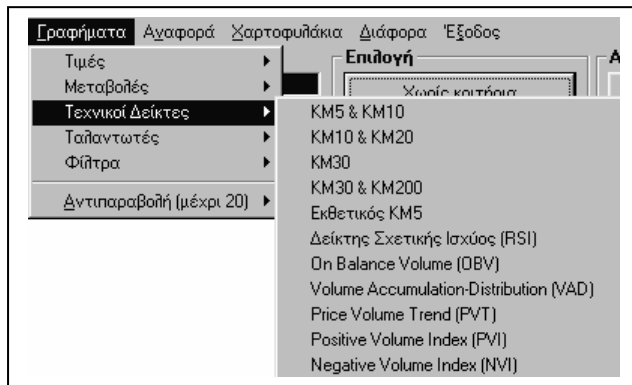 Γραφήματα Αναφορά Χαρτοφυλάκια Διάφορα Έξοδος
Τιμές
Μεταβολές
Τεχνικοί Δείκτες
Ταλαντωτές
Φίλτρα
Αντιπαραβολή (μέχρι 20)
Επιλογή
Χωρίς κριτήρια
ΚΜ5 & ΚΜ10
ΚΜ10 & ΚΜ20
ΚΜ30
ΚΜ30 & ΚΜ200
Εκθετικός ΚΜ5
Δείκτης Σχετικής Ισχύος (RSI)
On Balance Volume (OBV)
Volume Accumulation-Distribution (VAD)
Price Volume Trend (PVT)
Positive Volume Index (PVI)
Negative Volume Index (NVI)